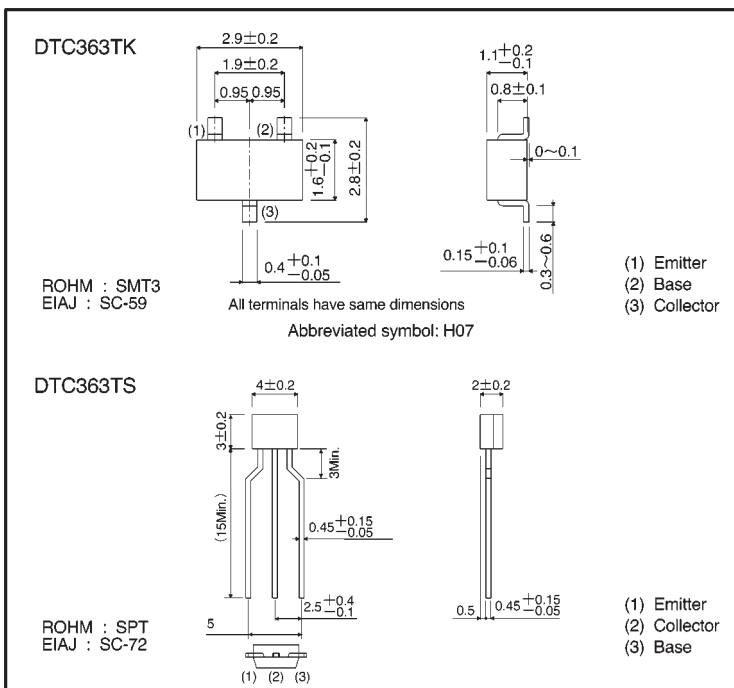 DTC363TK
2.9±0.2
1.9±0.2
0.95 0.95
(1) (2)
(3)
1.6 +0.2 −0.1
2.8±0.2
0.4 +0.1 −0.05
1.1 +0.2 −0.1
0.8±0.1
0~0.1
0.15 +0.1 −0.06
0.3~0.6
ROHM : SMT3
EIAJ : SC-59
All terminals have same dimensions
Abbreviated symbol: H07
(1) Emitter
(2) Base
(3) Collector
DTC363TS
4±0.2
3±0.2
(15Min.)
3Min.
0.45 +0.15 −0.05
2.5 +0.4 −0.1
5
(1) (2) (3)
2±0.2
0.5
0.45 +0.15 −0.05
ROHM : SPT
EIAJ : SC-72
(1) Emitter
(2) Collector
(3) Base